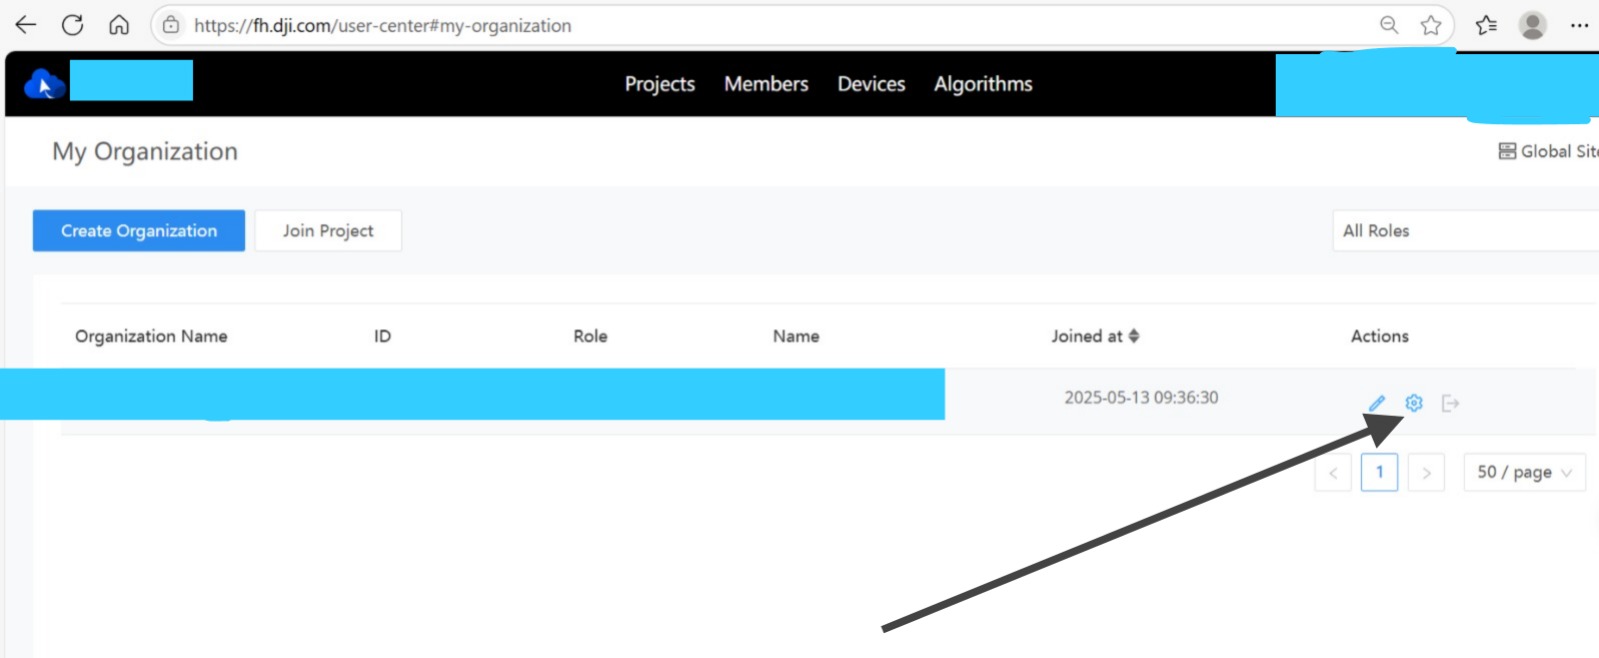 https://fh.dji.com/user-center#my-organization
Projects Members Devices Algorithms
My Organization
Global Site
Create Organization Join Project All Roles
Organization Name ID Role Name Joined at Actions
2025-05-13 09:36:30
< 1 > 50 / page